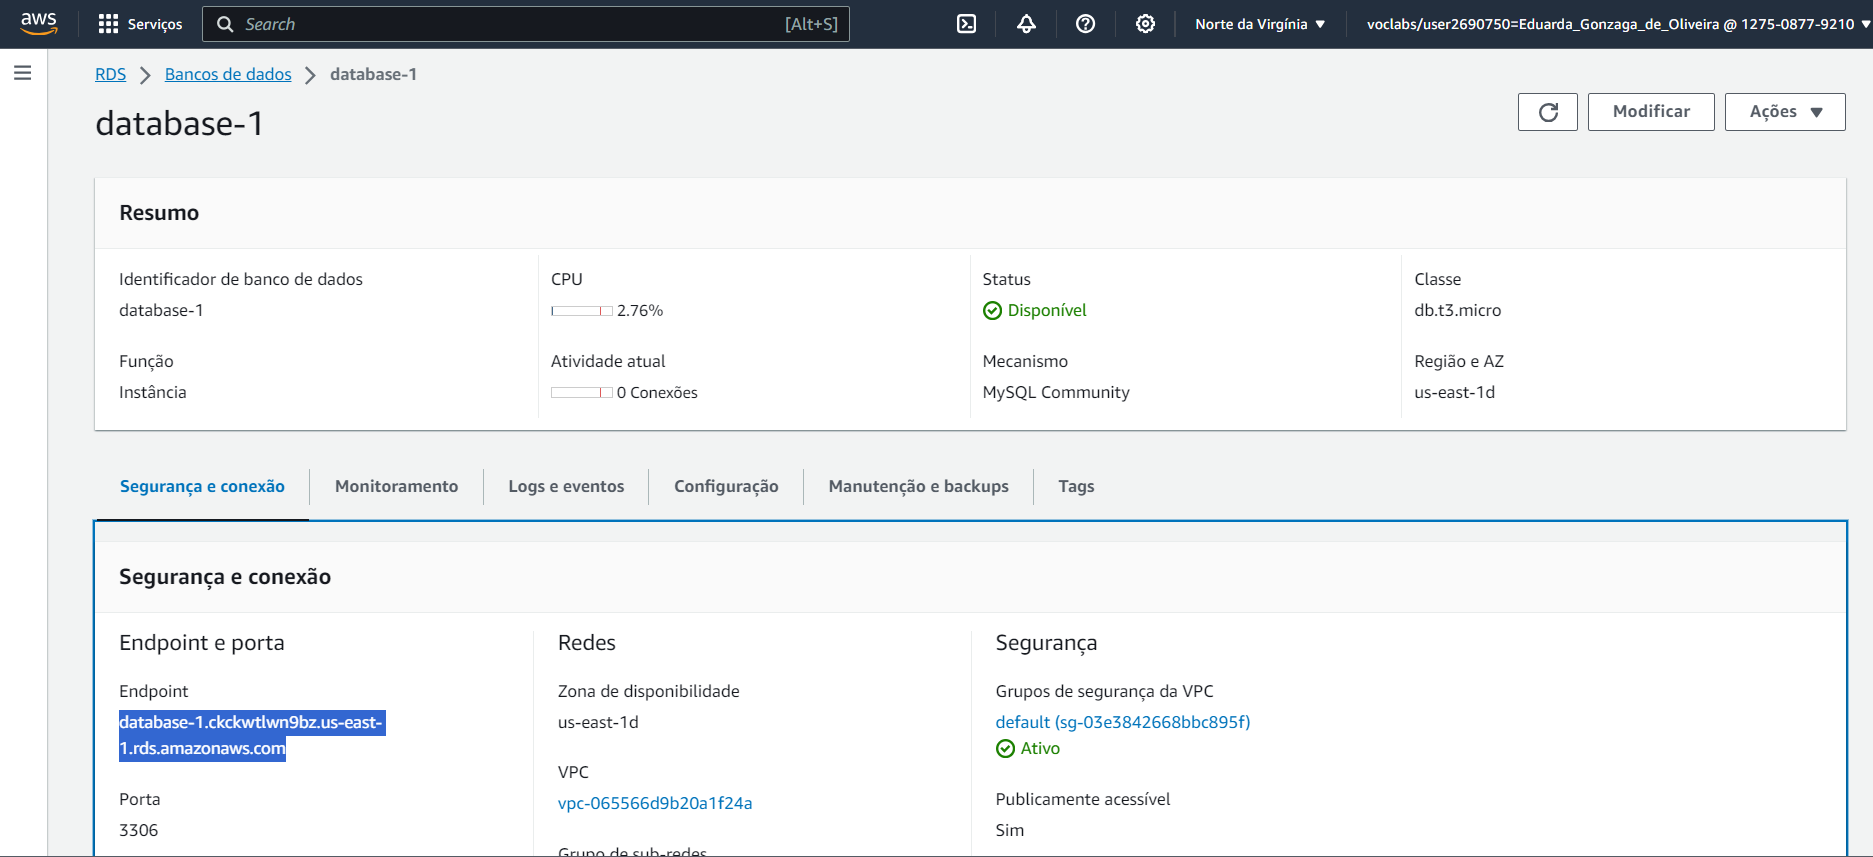 aws
Serviços
Search
[Alt+S]
Norte da Virgínia
voclabs/user2690750=Eduarda_Gonzaga_de_Oliveira @ 1275-0877-9210
RDS
Bancos de dados
database-1
database-1
Modificar
Ações
Resumo
Identificador de banco de dados
database-1
CPU
2.76%
Status
Disponível
Classe
db.t3.micro
Função
Instância
Atividade atual
0 Conexões
Mecanismo
MySQL Community
Região e AZ
us-east-1d
Segurança e conexão
Monitoramento
Logs e eventos
Configuração
Manutenção e backups
Tags
Segurança e conexão
Endpoint e porta
Endpoint
database-1.ckckwtlwn9bz.us-east-
1.rds.amazonaws.com
Porta
3306
Redes
Zona de disponibilidade
us-east-1d
VPC
vpc-065566d9b20a1f24a
Grupo de sub-redes
Segurança
Grupos de segurança da VPC
default (sg-03e3842668bbc895f)
Ativo
Publicamente acessível
Sim